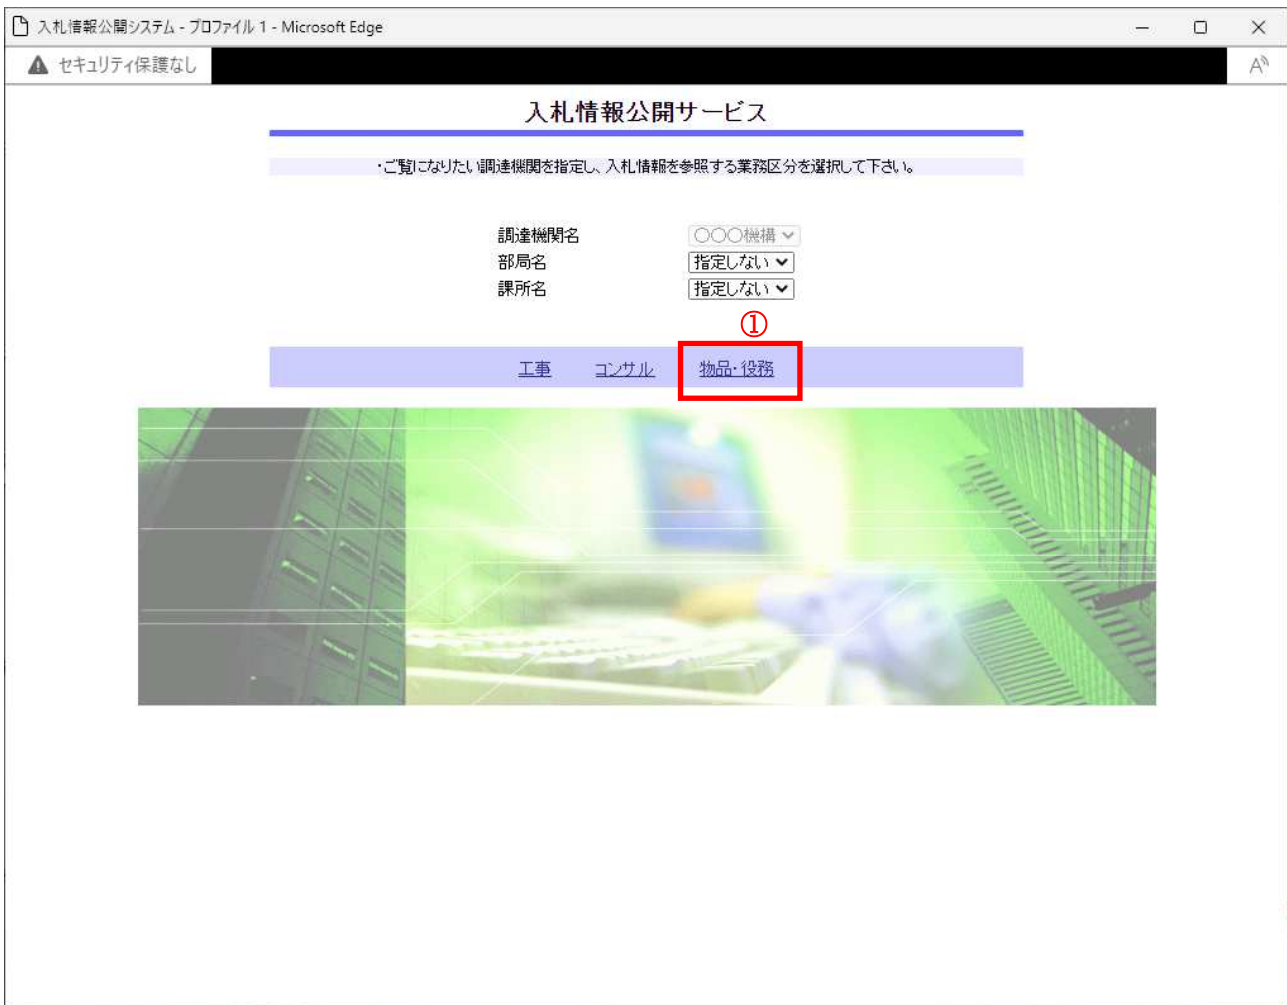 入札情報公開システム - プロファイル 1 - Microsoft Edge
セキュリティ保護なし
入札情報公開サービス
・ご覧になりたい調達機関を指定し、入札情報を参照する業務区分を選択して下さい。
調達機関名 〇〇〇機構
部局名 指定しない
課所名 指定しない
①
工事 コンサル 物品・役務